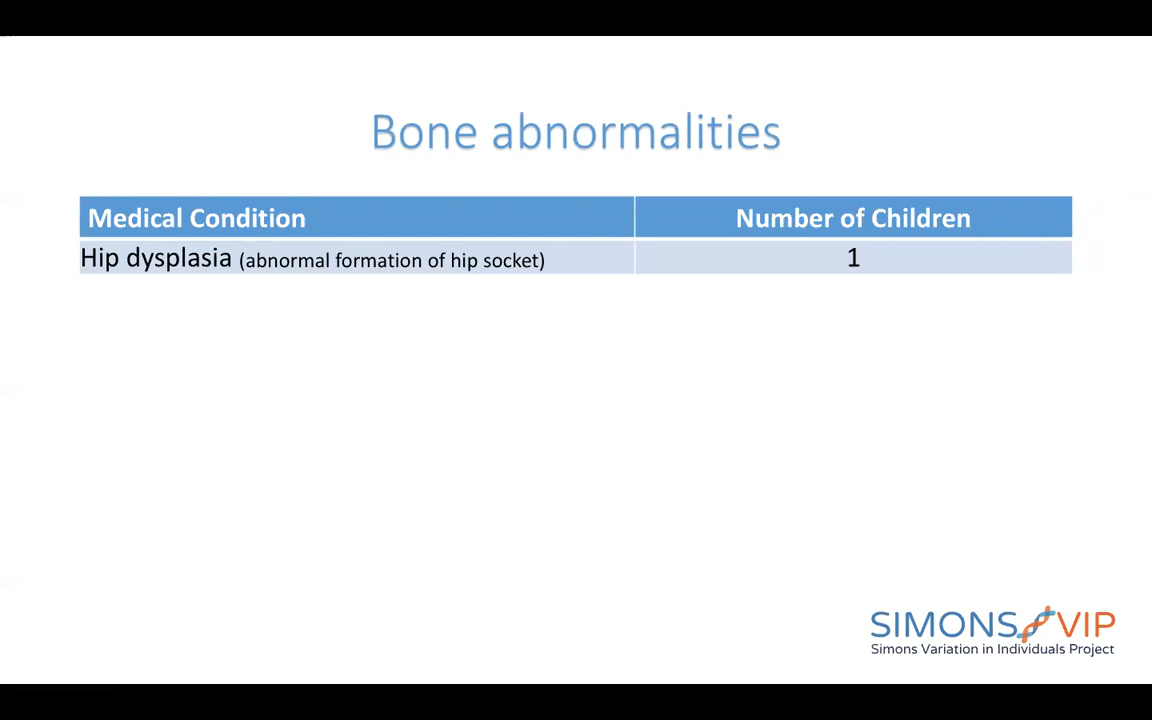 Bone abnormalities
Medical Condition Number of Children
Hip dysplasia (abnormal formation of hip socket) 1
SIMONS VIP
Simons Variation in Individuals Project